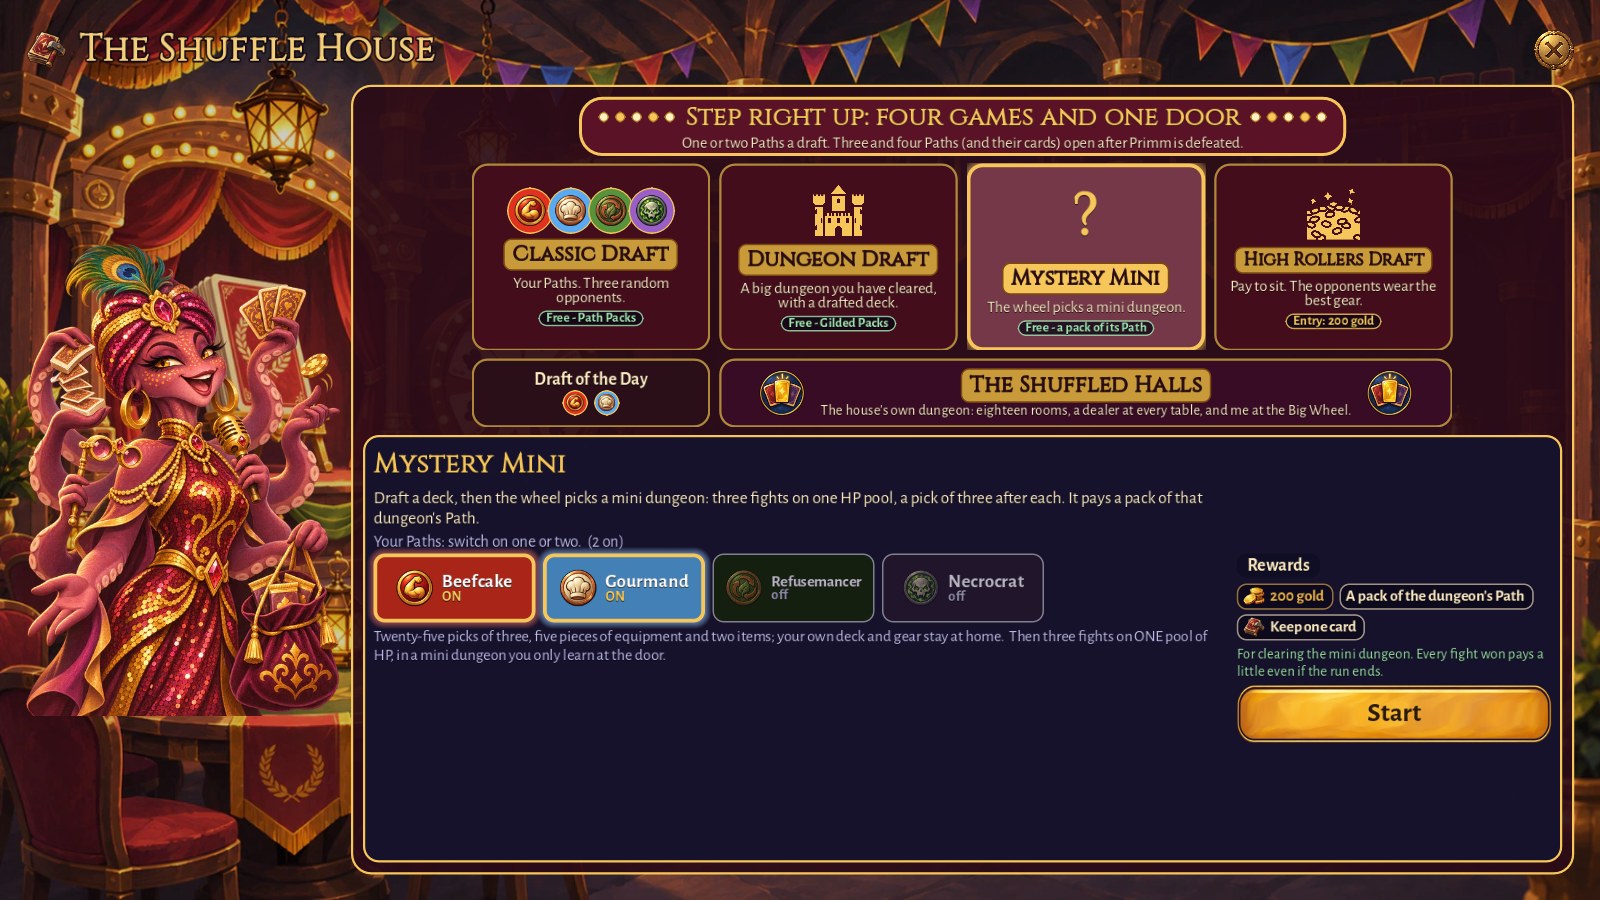 The Shuffle House
Step right up: four games and one door
One or two Paths a draft. Three and four Paths (and their cards) open after Primm is defeated.
Classic Draft
Your Paths. Three random
opponents.
Free - Path Packs
Dungeon Draft
A big dungeon you have cleared,
with a drafted deck.
Free - Gilded Packs
?
Mystery Mini
The wheel picks a mini dungeon.
Free - a pack of its Path
High Rollers Draft
Pay to sit. The opponents wear the
best gear.
Entry: 200 gold
Draft of the Day
The Shuffled Halls
The house's own dungeon: eighteen rooms, a dealer at every table, and me at the Big Wheel.
Mystery Mini
Draft a deck, then the wheel picks a mini dungeon: three fights on one HP pool, a pick of three after each. It pays a pack of that
dungeon's Path.
Your Paths: switch on one or two. (2 on)
Beefcake
ON
Gourmand
ON
Refusemancer
off
Necrocrat
off
Twenty-five picks of three, five pieces of equipment and two items; your own deck and gear stay at home. Then three fights on ONE pool of
HP, in a mini dungeon you only learn at the door.
Rewards
200 gold
A pack of the dungeon's Path
Keep one card
For clearing the mini dungeon. Every fight won pays a
little even if the run ends.
Start